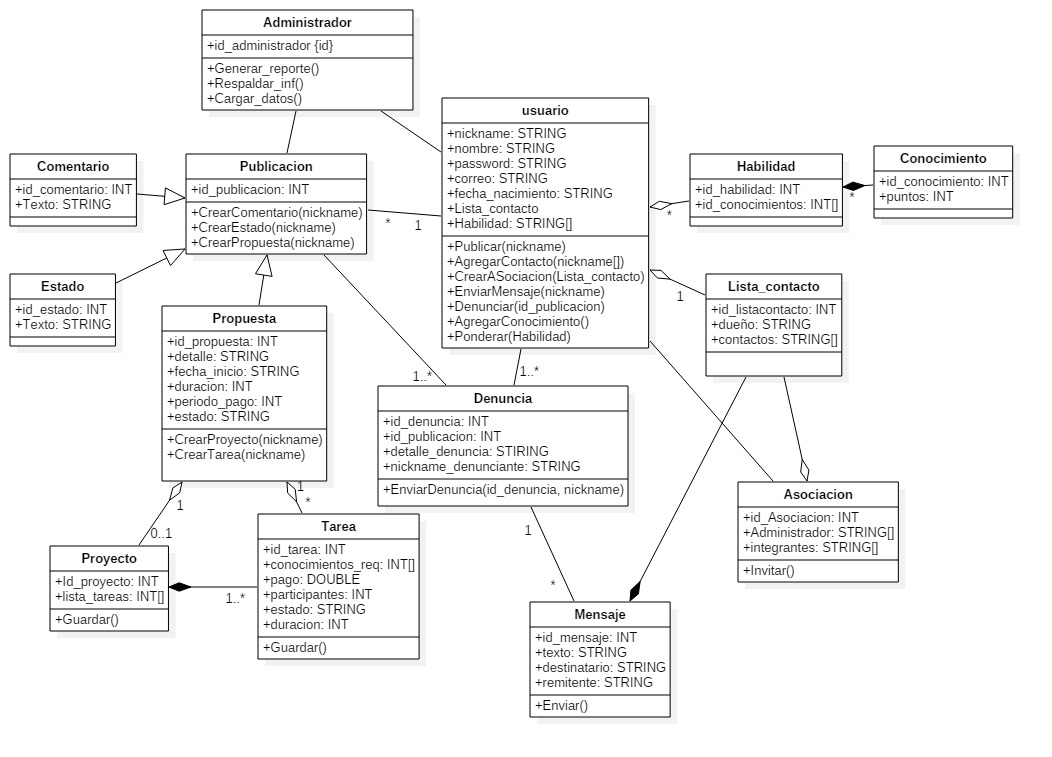 Administrador
+id_administrador {id}
+Generar_reporte()
+Respaldar_inf()
+Cargar_datos()
usuario
+nickname: STRING
+nombre: STRING
+password: STRING
+correo: STRING
+fecha_nacimiento: STRING
+Lista_contacto
+Habilidad: STRING[]
+Publicar(nickname)
+AgregarContacto(nickname[])
+CrearASociacion(Lista_contacto)
+EnviarMensaje(nickname)
+Denunciar(id_publicacion)
+AgregarConocimiento()
+Ponderar(Habilidad)
Comentario
+id_comentario: INT
+Texto: STRING
Publicacion
+id_publicacion: INT
+CrearComentario(nickname)
+CrearEstado(nickname)
+CrearPropuesta(nickname)
*
1
Habilidad
+id_habilidad: INT
+id_conocimientos: INT[]
*
*
Conocimiento
+id_conocimiento: INT
+puntos: INT
Estado
+id_estado: INT
+Texto: STRING
Lista_contacto
+id_listacontacto: INT
+dueño: STRING
+contactos: STRING[]
1
Propuesta
+id_propuesta: INT
+detalle: STRING
+fecha_inicio: STRING
+duracion: INT
+periodo_pago: INT
+estado: STRING
+CrearProyecto(nickname)
+CrearTarea(nickname)
1..*
1..*
Denuncia
+id_denuncia: INT
+id_publicacion: INT
+detalle_denuncia: STIRING
+nickname_denunciante: STRING
+EnviarDenuncia(id_denuncia, nickname)
1
*
1
0..1
Asociacion
+id_Asociacion: INT
+Administrador: STRING[]
+integrantes: STRING[]
+Invitar()
Proyecto
+Id_proyecto: INT
+lista_tareas: INT[]
+Guardar()
1..*
Tarea
+id_tarea: INT
+conocimientos_req: INT[]
+pago: DOUBLE
+participantes: INT
+estado: STRING
+duracion: INT
+Guardar()
1
*
Mensaje
+id_mensaje: INT
+texto: STRING
+destinatario: STRING
+remitente: STRING
+Enviar()